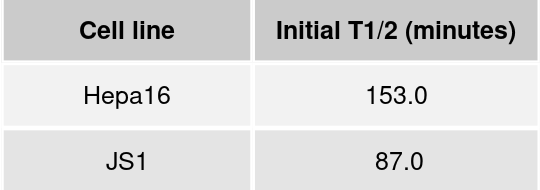 Cell line Initial T1/2 (minutes)
Hepa16 153.0
JS1 87.0